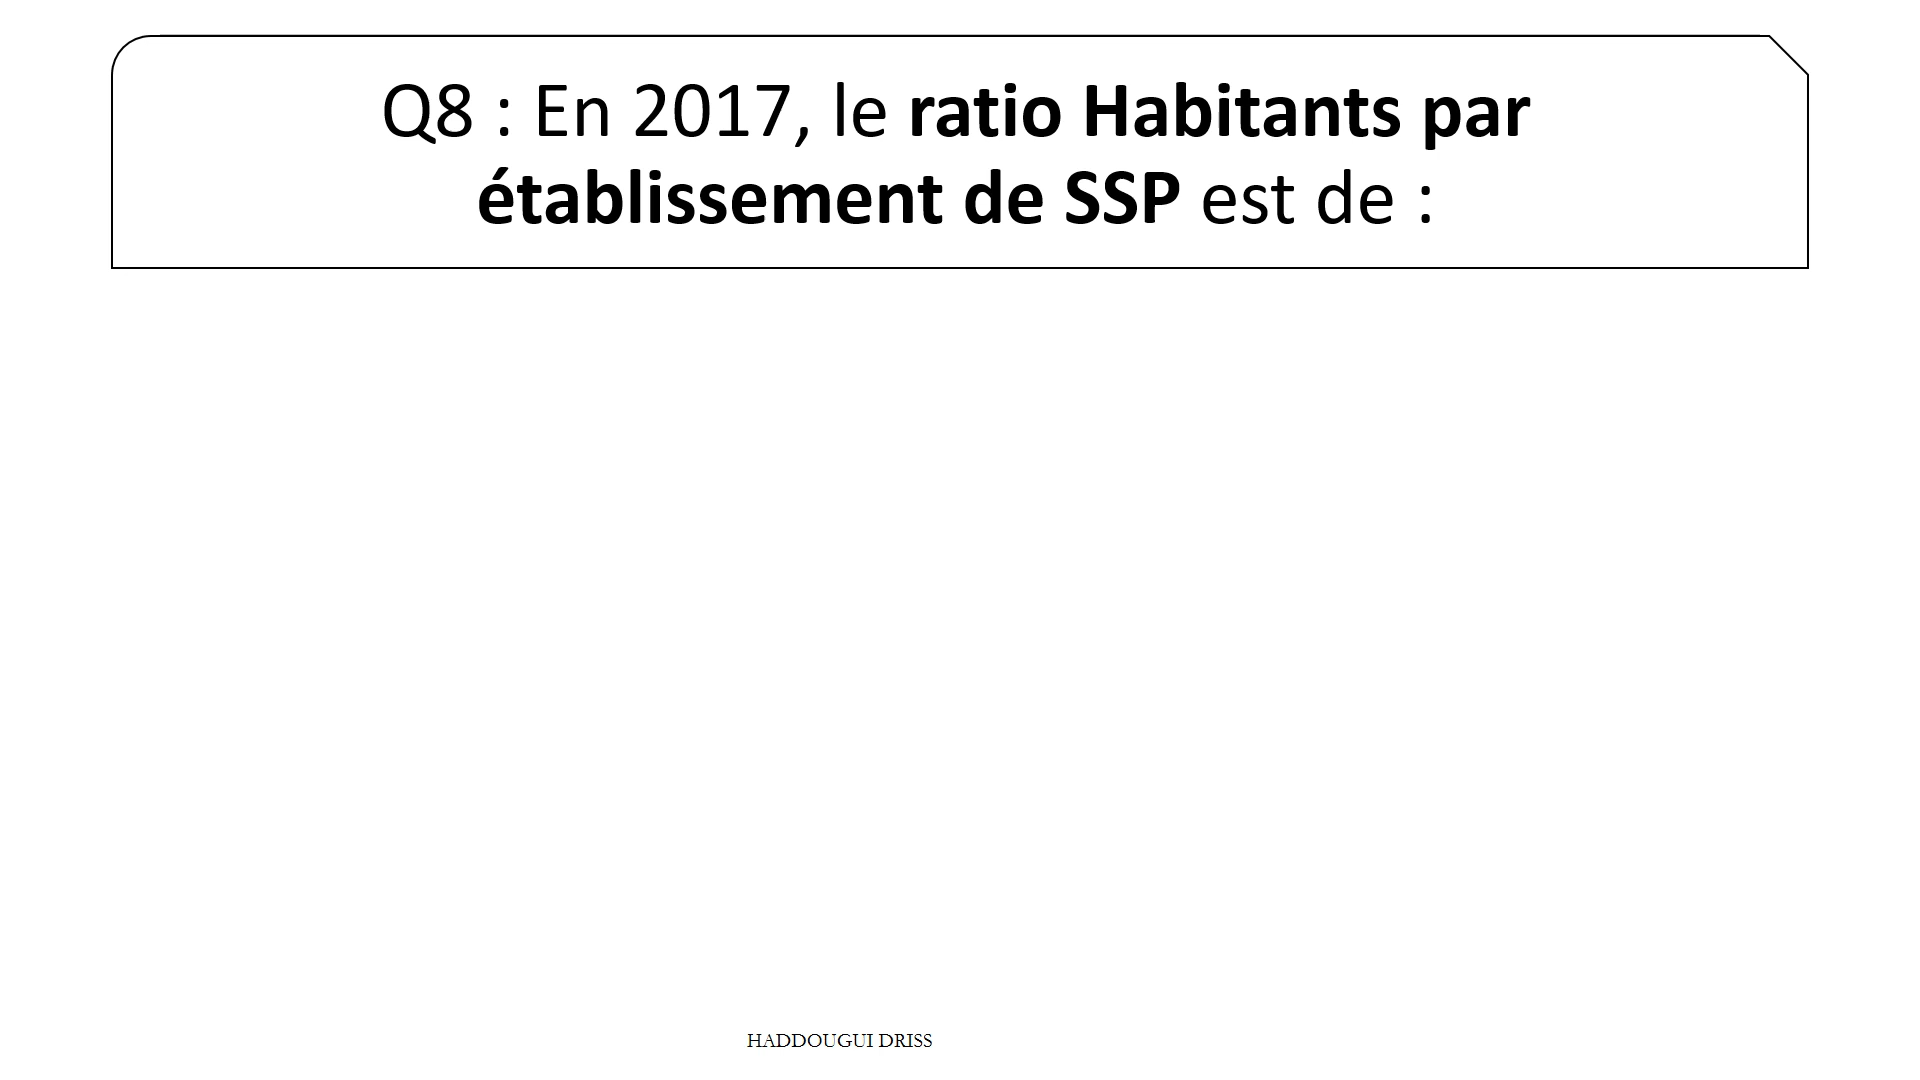 Q8 : En 2017, le ratio Habitants par
établissement de SSP est de :
HADDOUGUI DRISS